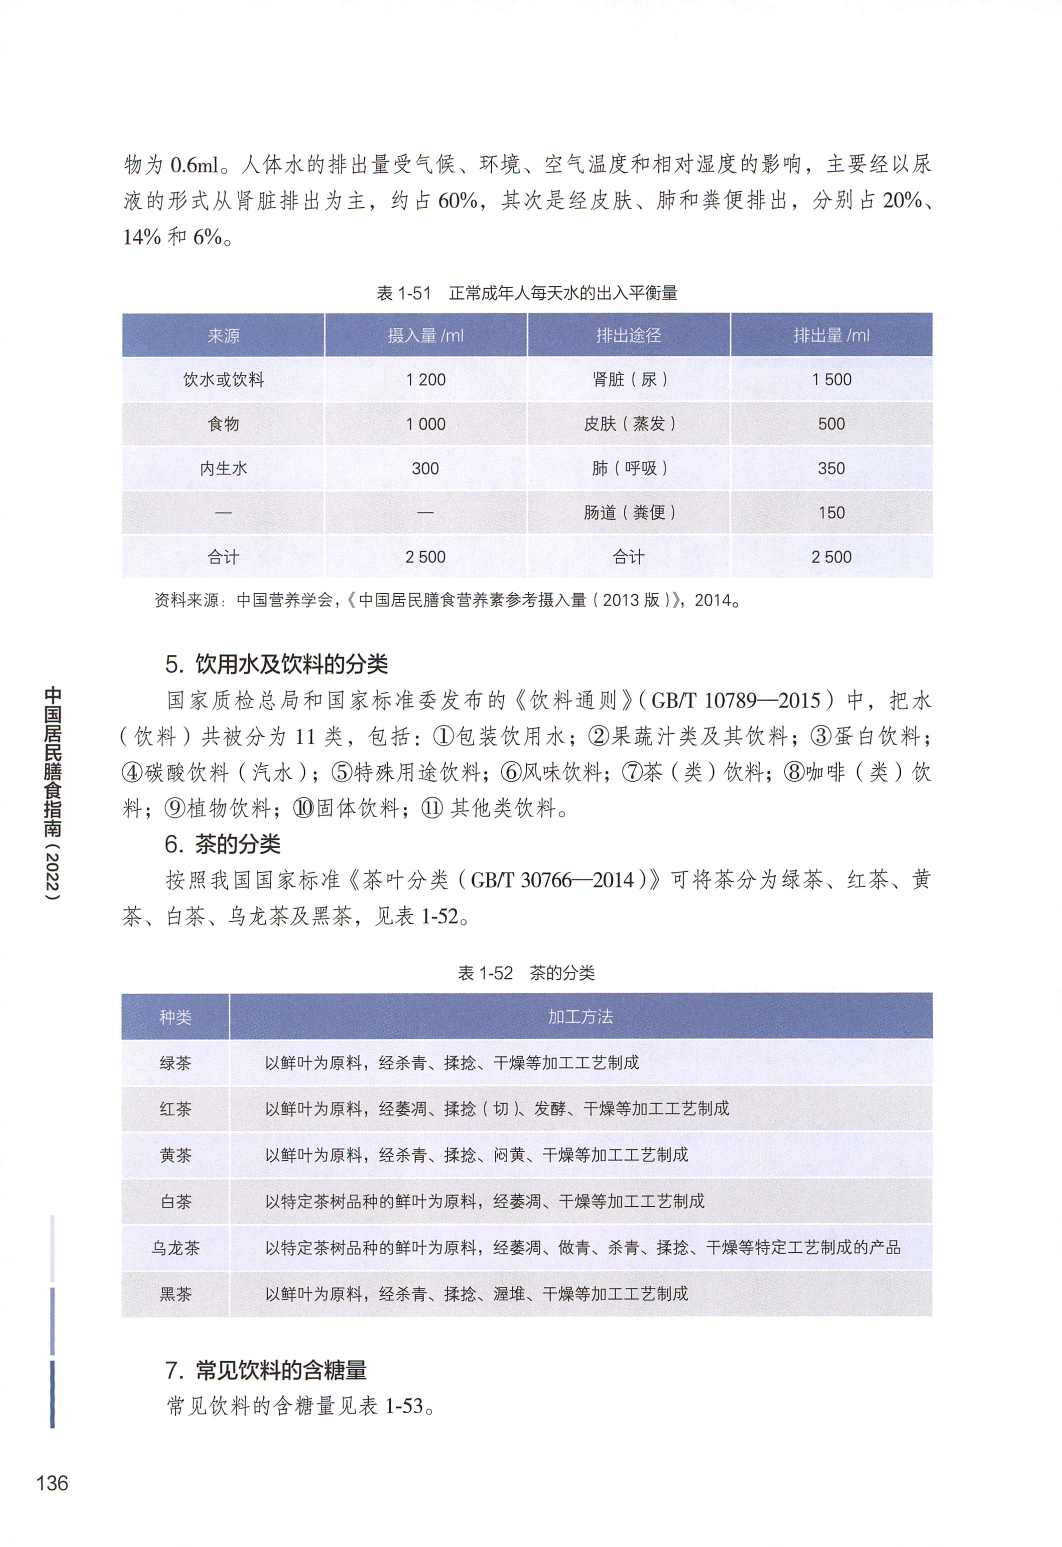 物为 0.6ml。人体水的排出量受气候、环境、空气温度和相对湿度的影响，主要经以尿
液的形式从肾脏排出为主，约占 60%，其次是经皮肤、肺和粪便排出，分别占 20%、
14% 和 6%。
表 1-51 正常成年人每天水的出入平衡量
来源 摄入量 /ml 排出途径 排出量 /ml
饮水或饮料 1 200 肾脏（尿） 1 500
食物 1 000 皮肤（蒸发） 500
内生水 300 肺（呼吸） 350
— — 肠道（粪便） 150
合计 2 500 合计 2 500
资料来源：中国营养学会，《中国居民膳食营养素参考摄入量（2013 版）》，2014。
5. 饮用水及饮料的分类
国家质检总局和国家标准委发布的《饮料通则》（GB/T 10789—2015）中，把水
（饮料）共被分为 11 类，包括：①包装饮用水；②果蔬汁类及其饮料；③蛋白饮料；
④碳酸饮料（汽水）；⑤特殊用途饮料；⑥风味饮料；⑦茶（类）饮料；⑧咖啡（类）饮
料；⑨植物饮料；⑩固体饮料；⑪ 其他类饮料。
6. 茶的分类
按照我国国家标准《茶叶分类（GB/T 30766—2014）》可将茶分为绿茶、红茶、黄
茶、白茶、乌龙茶及黑茶，见表 1-52。
表 1-52 茶的分类
种类 加工方法
绿茶 以鲜叶为原料，经杀青、揉捻、干燥等加工工艺制成
红茶 以鲜叶为原料，经萎凋、揉捻（切）、发酵、干燥等加工工艺制成
黄茶 以鲜叶为原料，经杀青、揉捻、闷黄、干燥等加工工艺制成
白茶 以特定茶树品种的鲜叶为原料，经萎凋、干燥等加工工艺制成
乌龙茶 以特定茶树品种的鲜叶为原料，经萎凋、做青、杀青、揉捻、干燥等特定工艺制成的产品
黑茶 以鲜叶为原料，经杀青、揉捻、渥堆、干燥等加工工艺制成
7. 常见饮料的含糖量
常见饮料的含糖量见表 1-53。
中国居民膳食指南（2022）
136